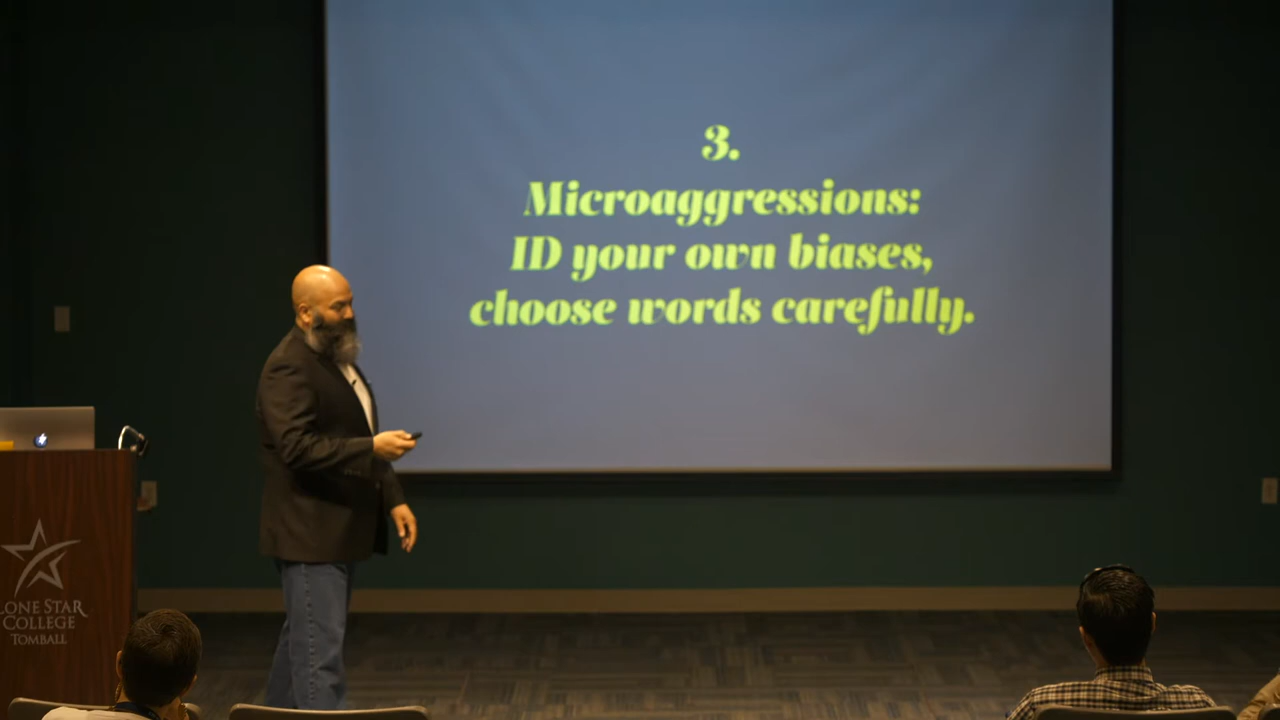 3.
Microaggressions:
ID your own biases,
choose words carefully.
LONE STAR
COLLEGE
TOMBALL